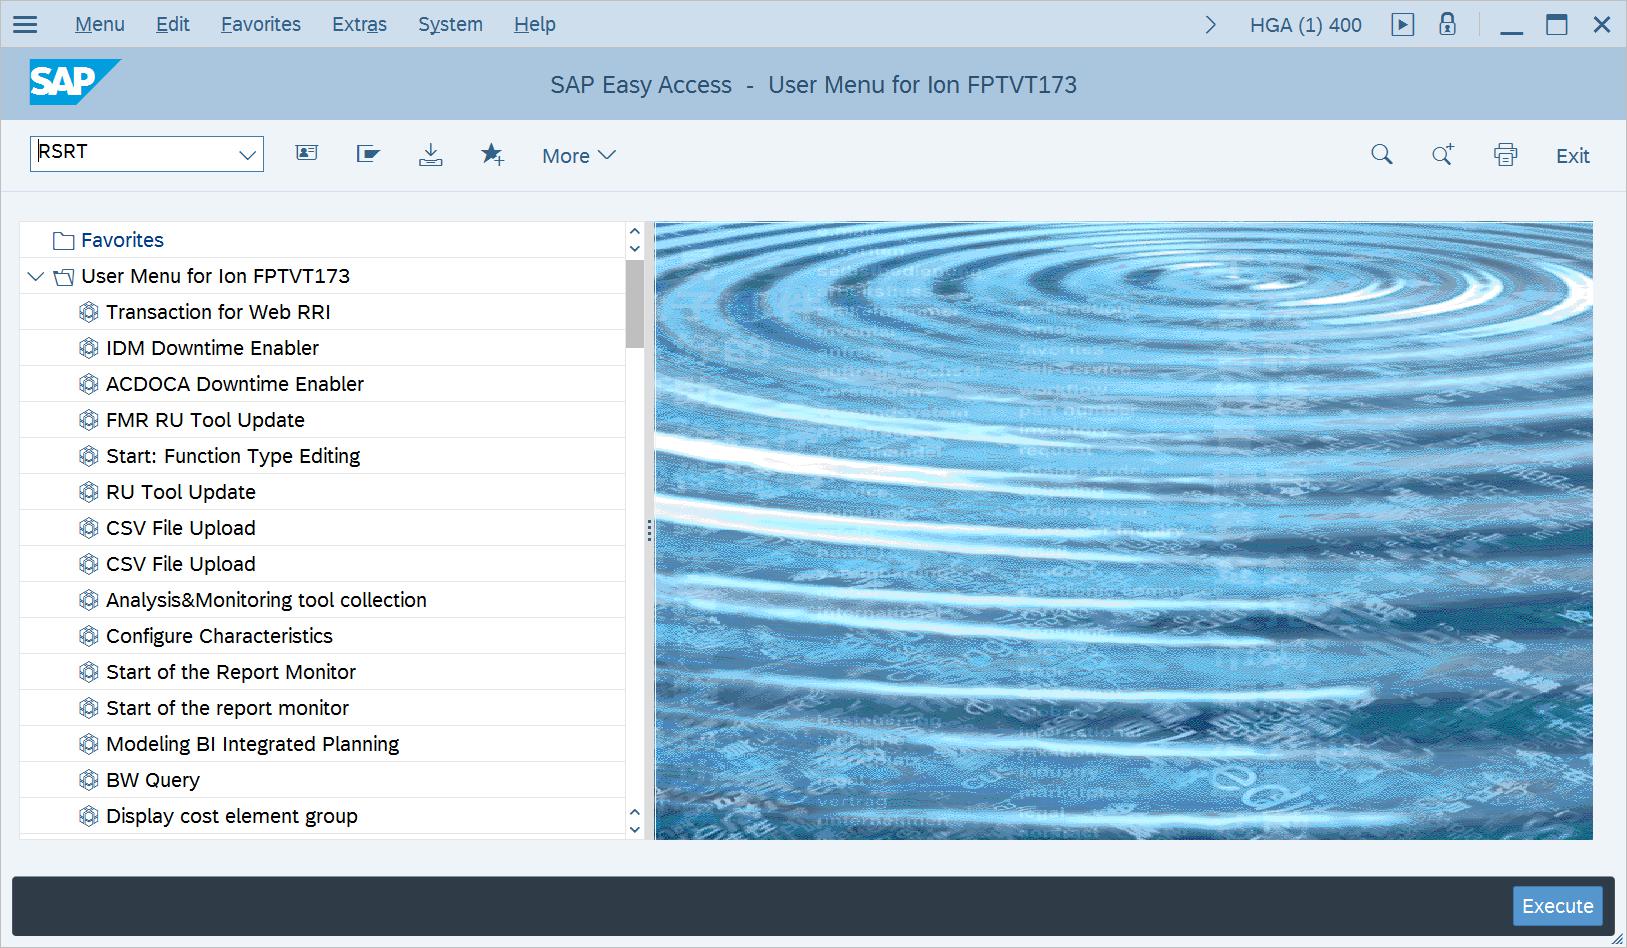 Menu Edit Favorites Extras System Help HGA (1) 400
SAP SAP Easy Access - User Menu for Ion FPTVT173
RSRT More Exit
Favorites
User Menu for Ion FPTVT173
Transaction for Web RRI
IDM Downtime Enabler
ACDOCA Downtime Enabler
FMR RU Tool Update
Start: Function Type Editing
RU Tool Update
CSV File Upload
CSV File Upload
Analysis&Monitoring tool collection
Configure Characteristics
Start of the Report Monitor
Start of the report monitor
Modeling BI Integrated Planning
BW Query
Display cost element group
marketplace
Execute